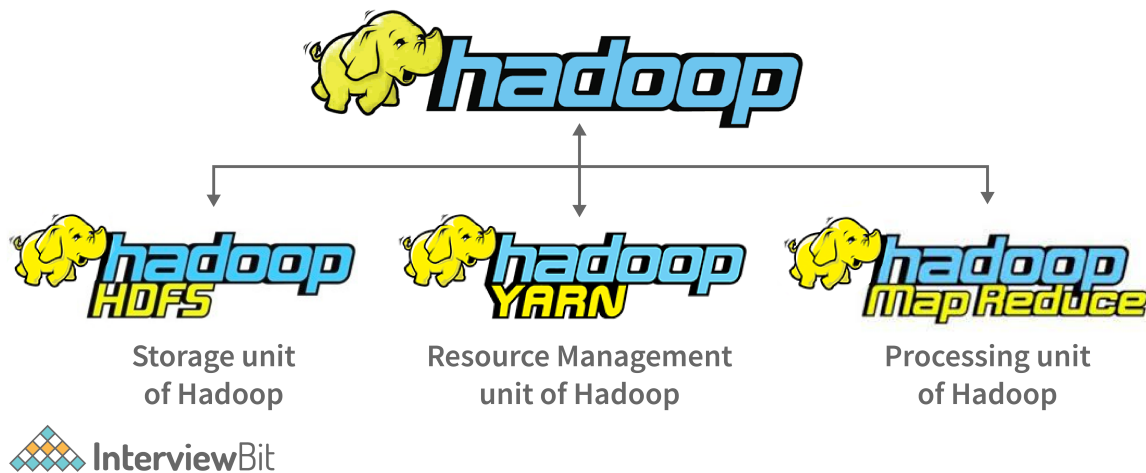 hadoop
hadoop
HDFS
hadoop
YARN
hadoop
Map Reduce
Storage unit
of Hadoop
Resource Management
unit of Hadoop
Processing unit
of Hadoop
InterviewBit